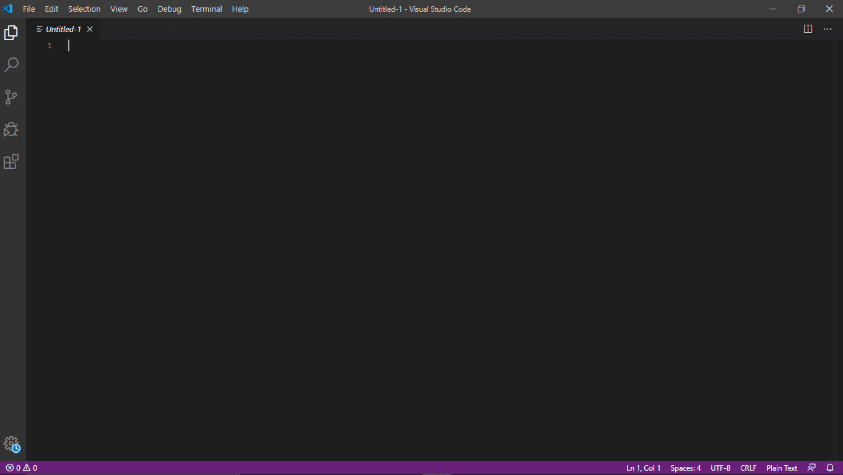 File Edit Selection View Go Debug Terminal Help Untitled-1 - Visual Studio Code
Untitled-1
1
0 0 Ln 1, Col 1 Spaces: 4 UTF-8 CRLF Plain Text